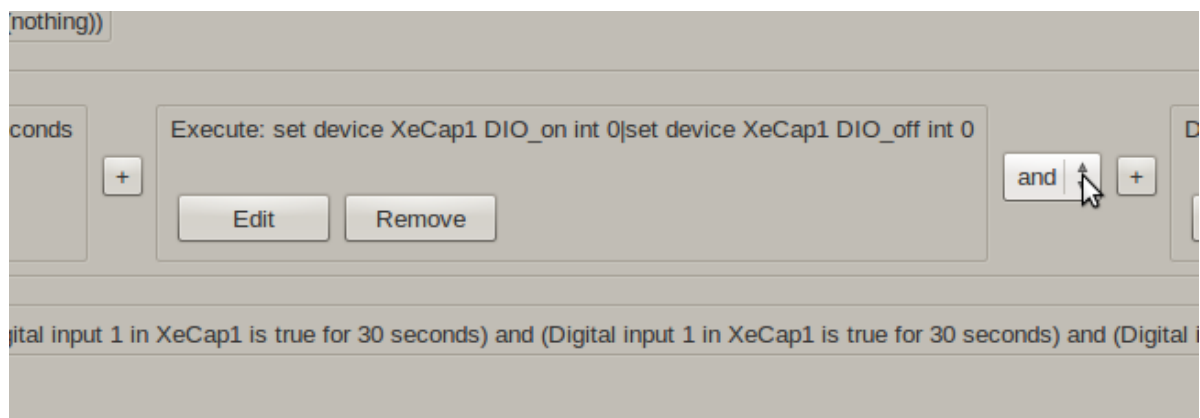 (nothing))
conds
+
Execute: set device XeCap1 DIO_on int 0|set device XeCap1 DIO_off int 0
Edit
Remove
and
+
D
gital input 1 in XeCap1 is true for 30 seconds) and (Digital input 1 in XeCap1 is true for 30 seconds) and (Digital i